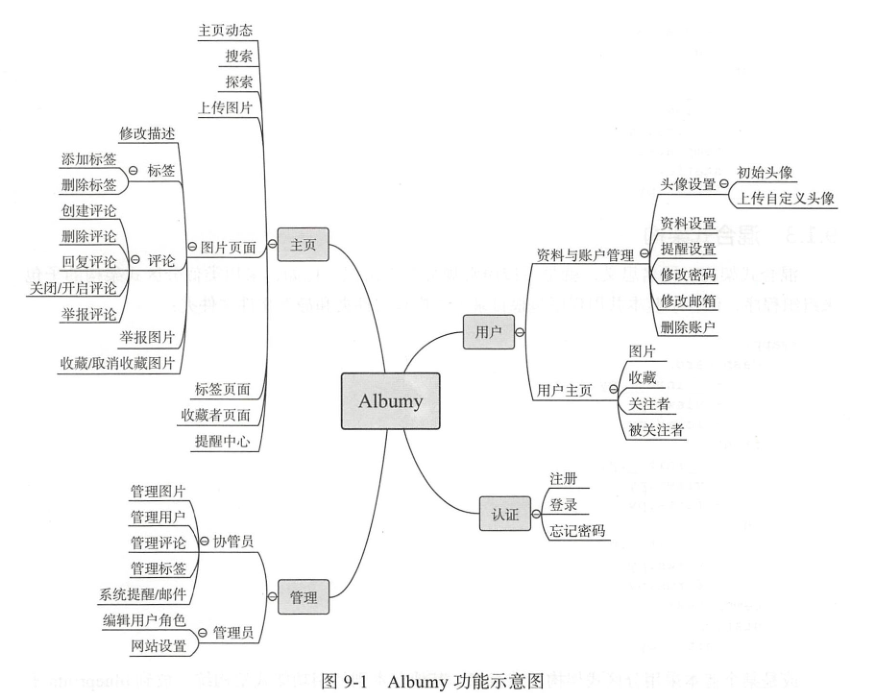 主页动态
搜索
探索
上传图片
修改描述
添加标签
删除标签
标签
创建评论
删除评论
回复评论
关闭/开启评论
举报评论
评论
图片页面
举报图片
收藏/取消收藏图片
标签页面
收藏者页面
提醒中心
主页
用户
资料与账户管理
头像设置
初始头像
上传自定义头像
资料设置
提醒设置
修改密码
修改邮箱
删除账户
用户主页
图片
收藏
关注者
被关注者
Albumy
认证
注册
登录
忘记密码
管理图片
管理用户
管理评论
管理标签
系统提醒/邮件
协管员
编辑用户角色
网站设置
管理员
管理
图 9-1 Albumy 功能示意图